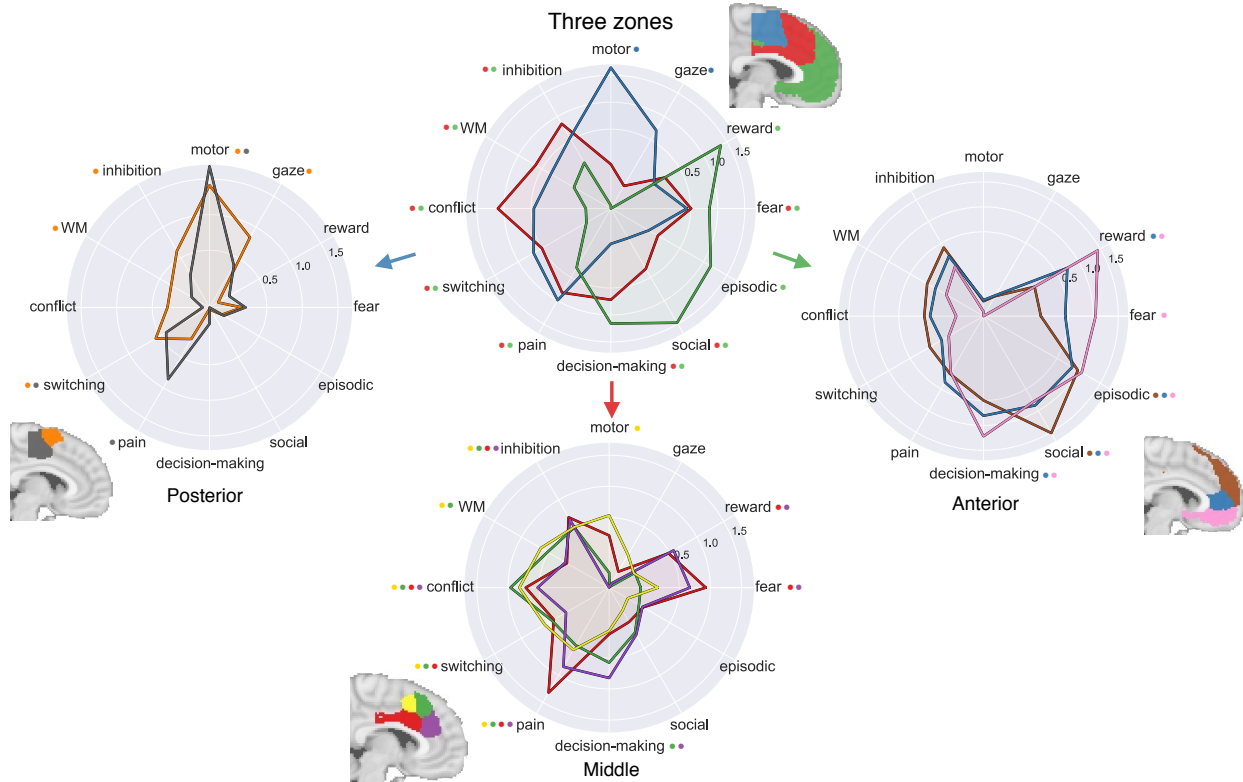 Three zones
motor
inhibition
gaze
WM
reward
0.5
1.0
1.5
conflict
fear
switching
episodic
pain
social
decision-making
motor
inhibition
gaze
WM
reward
0.5
1.0
1.5
conflict
fear
switching
episodic
pain
social
decision-making
Posterior
motor
inhibition
gaze
WM
reward
0.5
1.0
1.5
conflict
fear
switching
episodic
pain
social
decision-making
Anterior
motor
inhibition
gaze
WM
reward
0.5
1.0
1.5
conflict
fear
switching
episodic
pain
social
decision-making
Middle